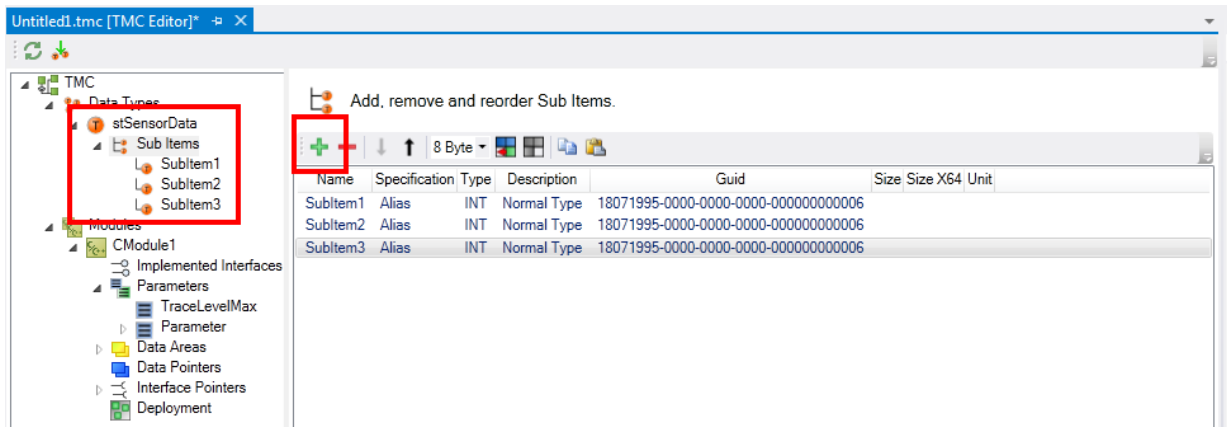 Untitled1.tmc [TMC Editor]*
TMC
Data Types
stSensorData
Sub Items
SubItem1
SubItem2
SubItem3
Modules
CModule1
Implemented Interfaces
Parameters
TraceLevelMax
Parameter
Data Areas
Data Pointers
Interface Pointers
Deployment
Add, remove and reorder Sub Items.
8 Byte
Name Specification Type Description Guid Size Size X64 Unit
SubItem1 Alias INT Normal Type 18071995-0000-0000-0000-000000000006
SubItem2 Alias INT Normal Type 18071995-0000-0000-0000-000000000006
SubItem3 Alias INT Normal Type 18071995-0000-0000-0000-000000000006